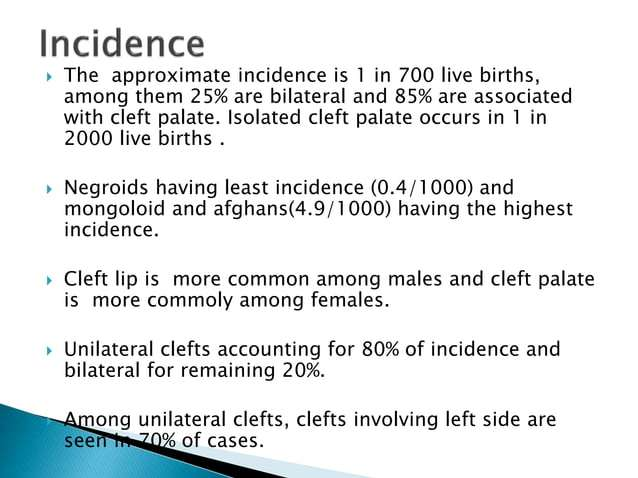 Incidence
The approximate incidence is 1 in 700 live births,
among them 25% are bilateral and 85% are associated
with cleft palate. Isolated cleft palate occurs in 1 in
2000 live births .
Negroids having least incidence (0.4/1000) and
mongoloid and afghans(4.9/1000) having the highest
incidence.
Cleft lip is more common among males and cleft palate
is more commoly among females.
Unilateral clefts accounting for 80% of incidence and
bilateral for remaining 20%.
Among unilateral clefts, clefts involving left side are
seen in 70% of cases.